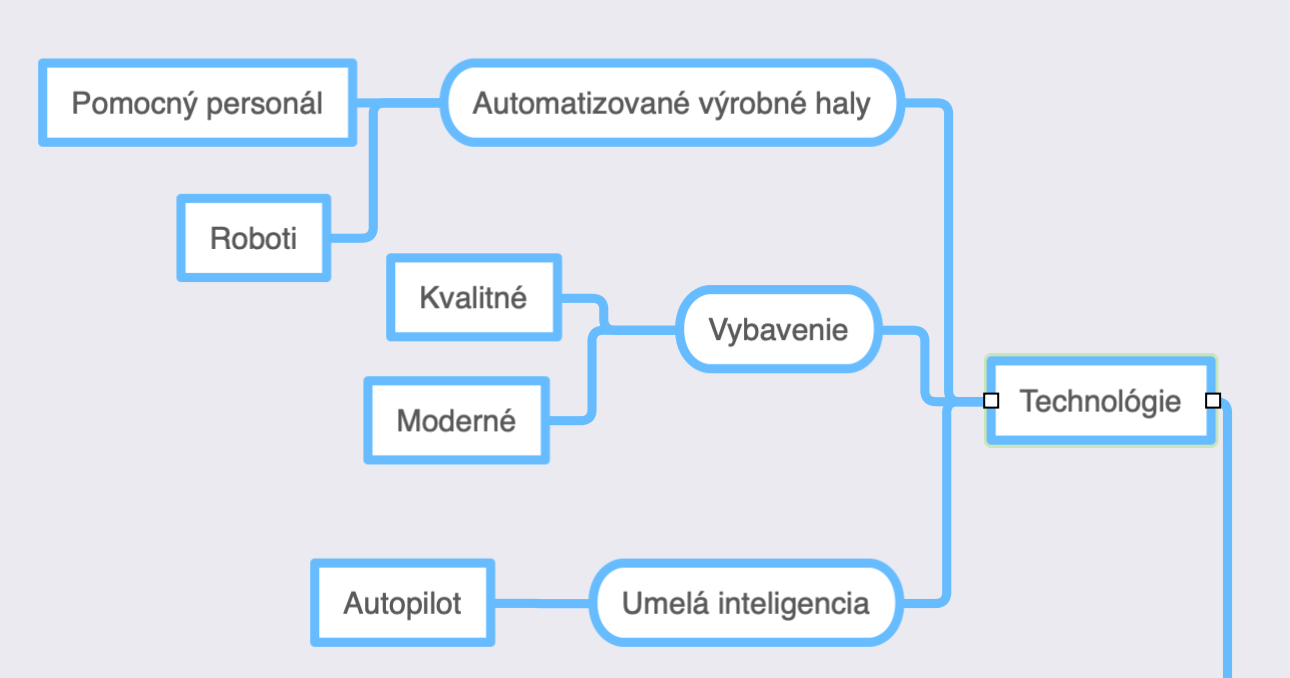 Pomocný personál
Automatizované výrobné haly
Roboti
Kvalitné
Vybavenie
Moderné
Technológie
Autopilot
Umelá inteligencia